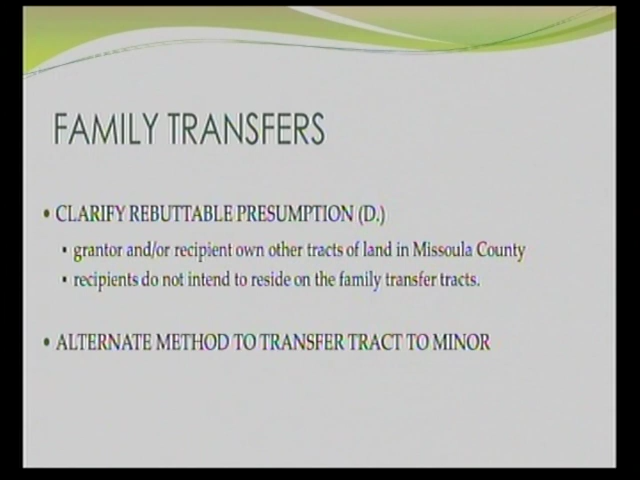 FAMILY TRANSFERS
• CLARIFY REBUTTABLE PRESUMPTION (D.)
▪ grantor and/or recipient own other tracts of land in Missoula County
▪ recipients do not intend to reside on the family transfer tracts.
• ALTERNATE METHOD TO TRANSFER TRACT TO MINOR